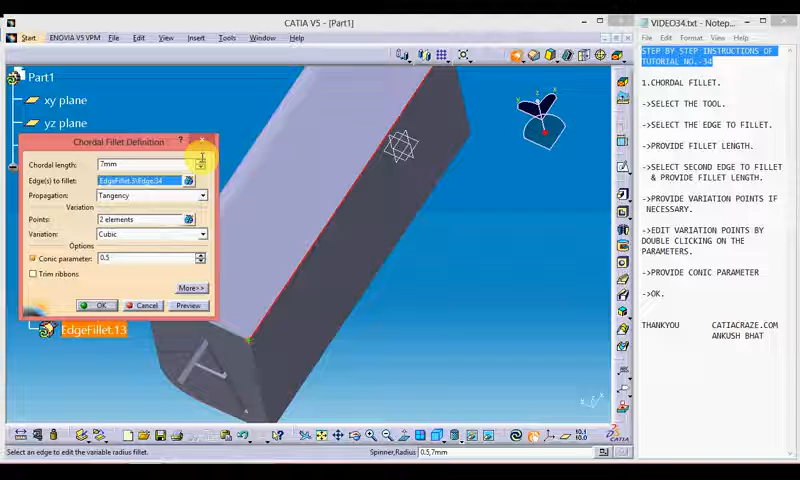 CATIA V5 - [Part1]
Start
ENOVIA V5 VPM
File
Edit
View
Insert
Tools
Window
Help
Part1
xy plane
yz plane
Chordal Fillet Definition
?
Chordal length:
7mm
Edge(s) to fillet:
EdgeFillet.3\Edge.34
Propagation:
Tangency
Variation
Points:
2 elements
Variation:
Cubic
Options
Conic parameter:
0.5
Trim ribbons
More>>
OK
Cancel
Preview
EdgeFillet.13
Select an edge to edit the variable radius fillet.
Spinner,Radius
0.5,7mm
CATIA
VIDEO34.txt - Notep...
File
Edit
Format
View
Help
STEP BY STEP INSTRUCTIONS OF
TUTORIAL NO.-34
1.CHORDAL FILLET.
->SELECT THE TOOL.
->SELECT THE EDGE TO FILLET.
->PROVIDE FILLET LENGTH.
->SELECT SECOND EDGE TO FILLET
& PROVIDE FILLET LENGTH.
->PROVIDE VARIATION POINTS IF
NECESSARY.
->EDIT VARIATION POINTS BY
DOUBLE CLICKING ON THE
PARAMETERS.
->PROVIDE CONIC PARAMETER
->OK.
THANKYOU
CATIACRAZE.COM
ANKUSH BHAT